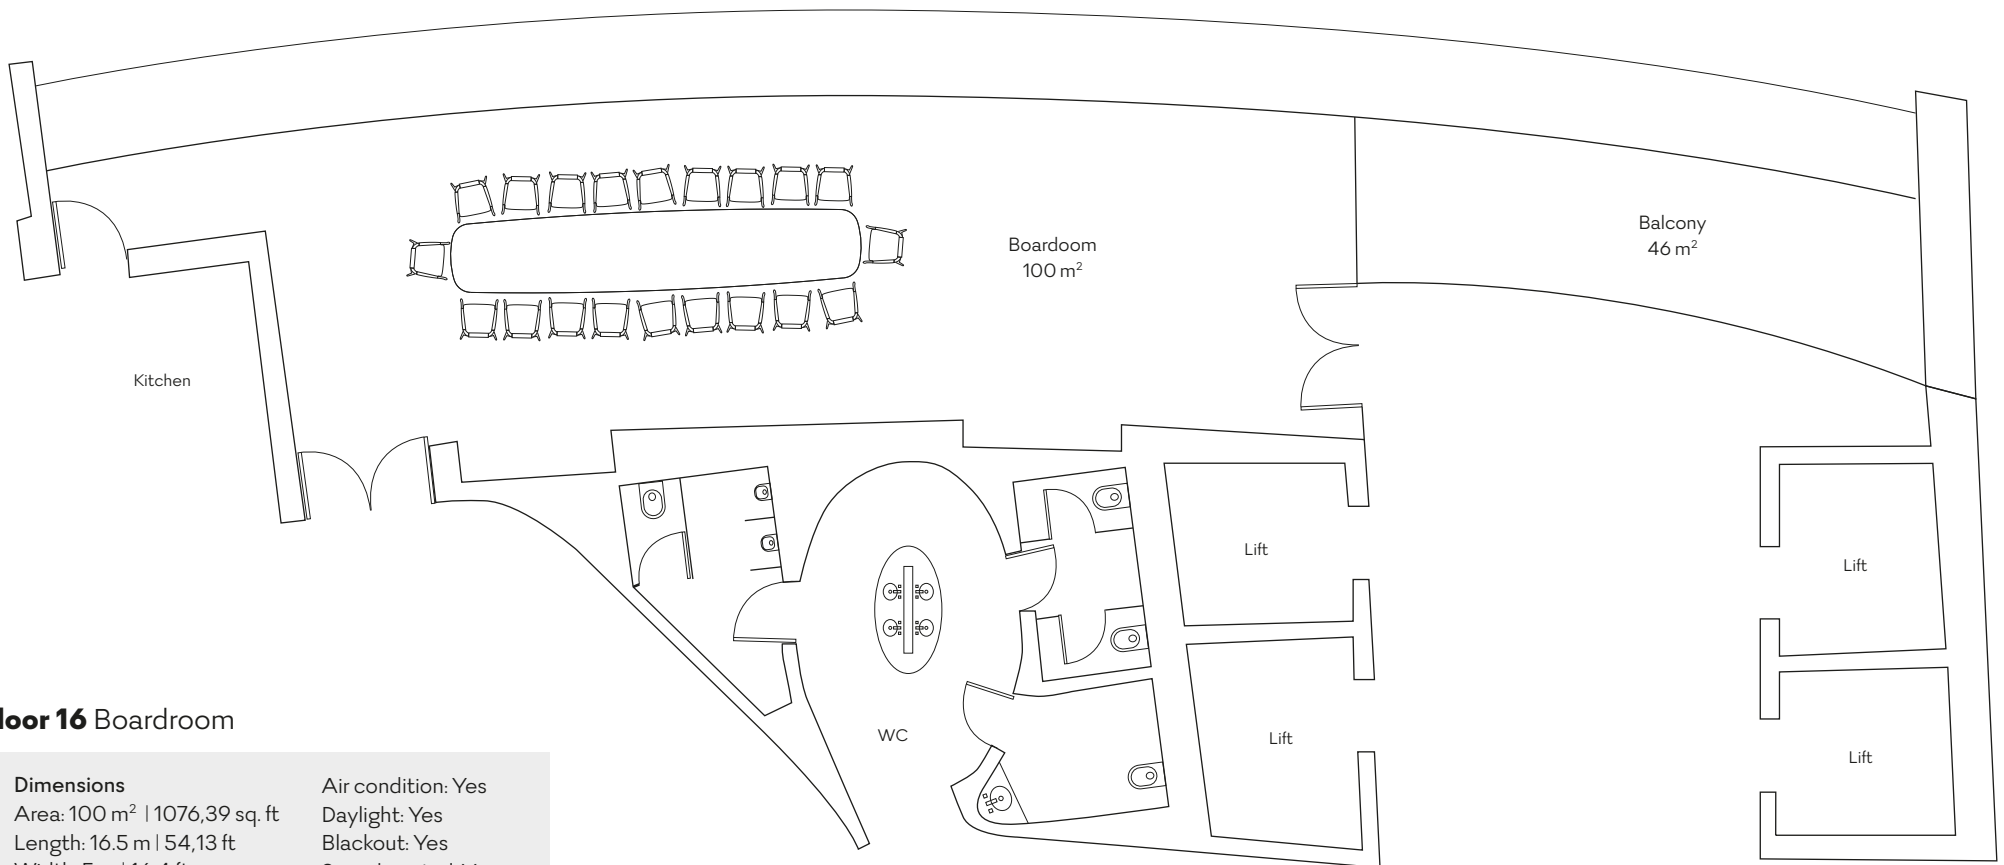 Boardoom
100 m²
Balcony
46 m²
Kitchen
Lift
Lift
Lift
Lift
WC
loor 16 Boardroom
Dimensions
Area: 100 m² | 1076,39 sq. ft
Length: 16.5 m | 54,13 ft
Air condition: Yes
Daylight: Yes
Blackout: Yes